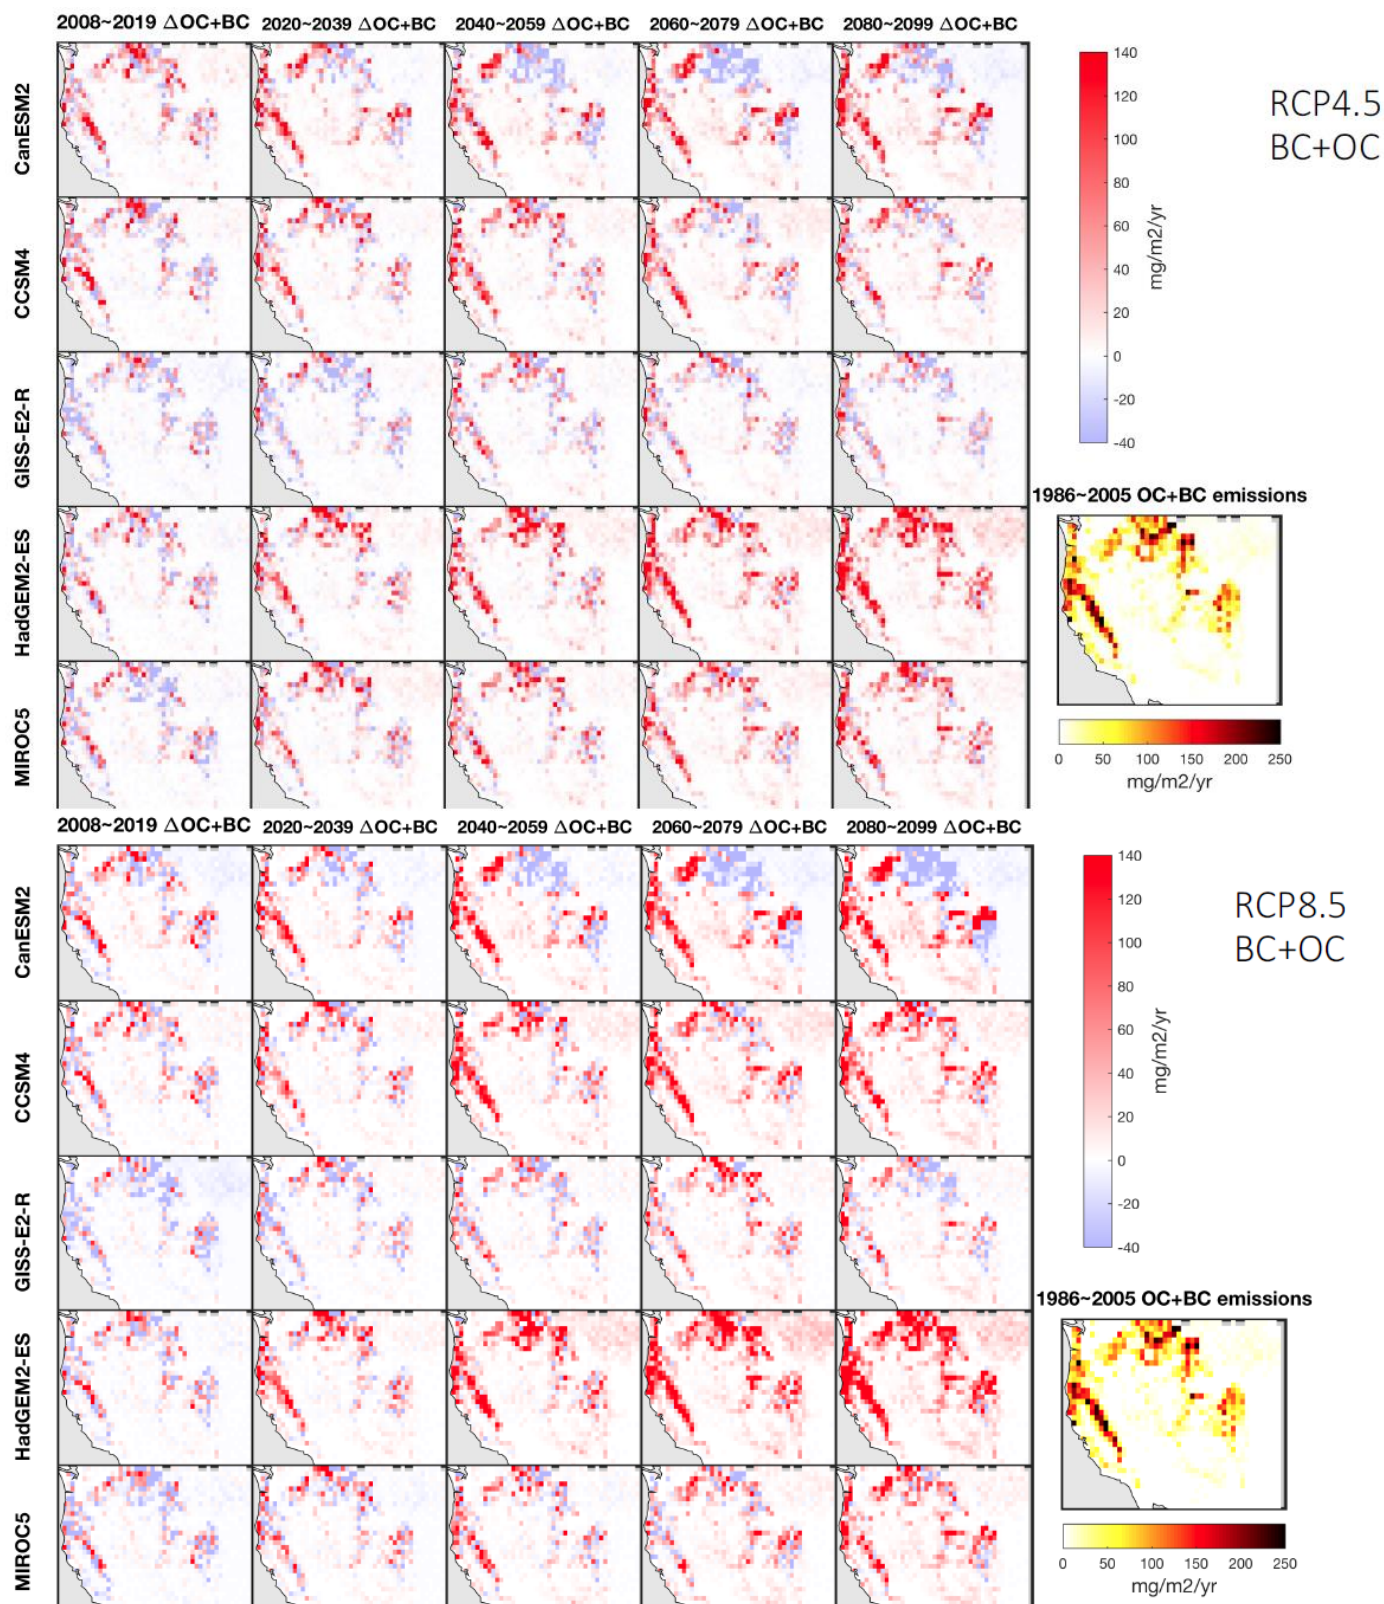 2008~2019 ΔOC+BC 2020~2039 ΔOC+BC 2040~2059 ΔOC+BC 2060~2079 ΔOC+BC 2080~2099 ΔOC+BC
CanESM2
CCSM4
GISS-E2-R
HadGEM2-ES
MIROC5
140
120
100
80
60
40
20
0
-20
-40
mg/m2/yr
RCP4.5
BC+OC
1986~2005 OC+BC emissions
0 50 100 150 200 250
mg/m2/yr
2008~2019 ΔOC+BC 2020~2039 ΔOC+BC 2040~2059 ΔOC+BC 2060~2079 ΔOC+BC 2080~2099 ΔOC+BC
CanESM2
CCSM4
GISS-E2-R
HadGEM2-ES
MIROC5
140
120
100
80
60
40
20
0
-20
-40
mg/m2/yr
RCP8.5
BC+OC
1986~2005 OC+BC emissions
0 50 100 150 200 250
mg/m2/yr